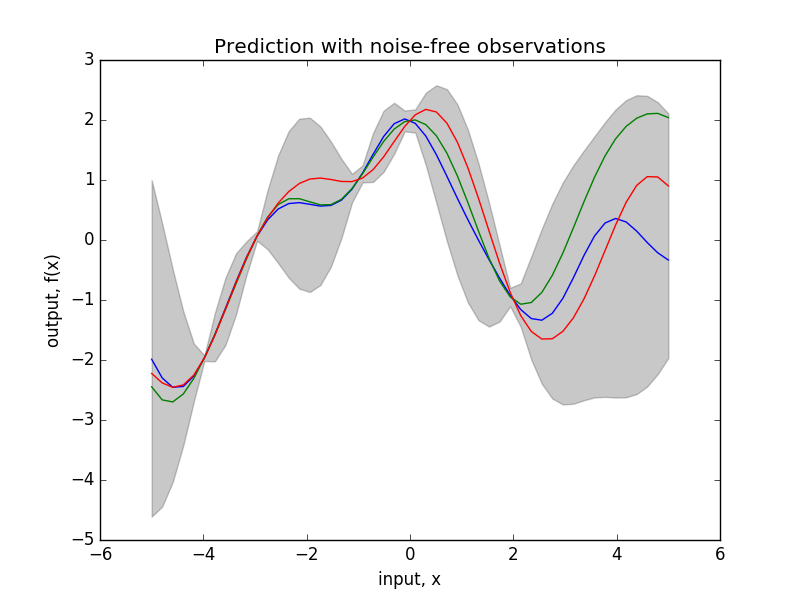 Prediction with noise-free observations
3
2
1
0
−1
−2
−3
−4
−5
output, f(x)
−6 −4 −2 0 2 4 6
input, x